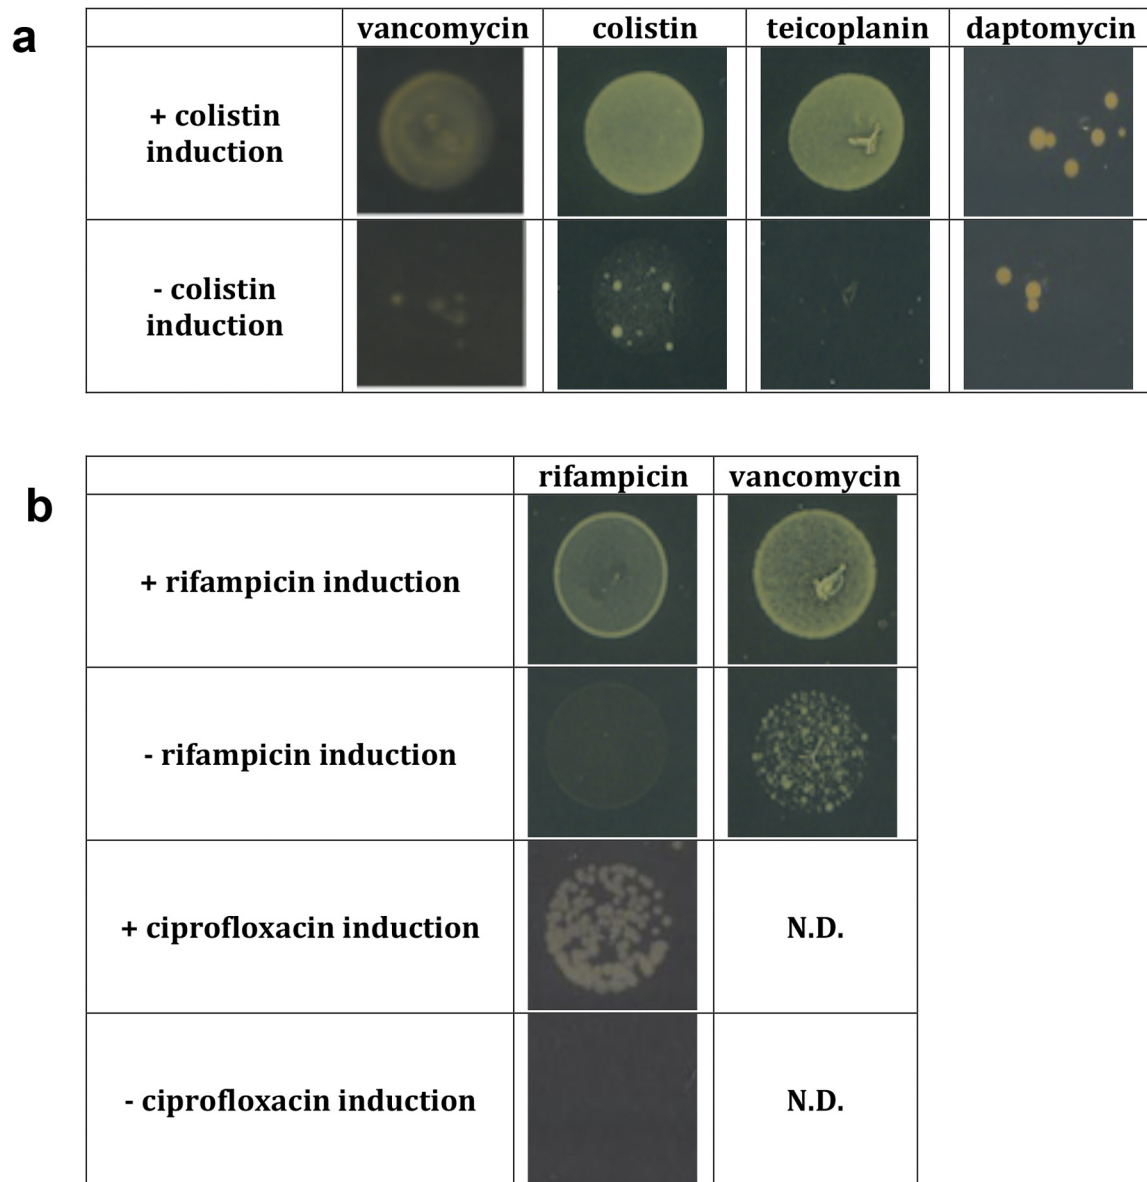 a
vancomycin colistin teicoplanin daptomycin
+ colistin
induction
- colistin
induction
b
rifampicin vancomycin
+ rifampicin induction
- rifampicin induction
+ ciprofloxacin induction N.D.
- ciprofloxacin induction N.D.